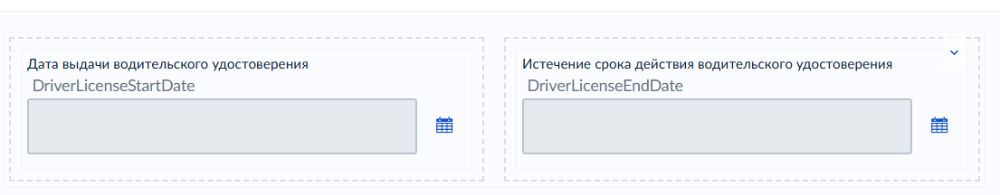 Дата выдачи водительского удостоверения
DriverLicenseStartDate
Истечение срока действия водительского удостоверения
DriverLicenseEndDate